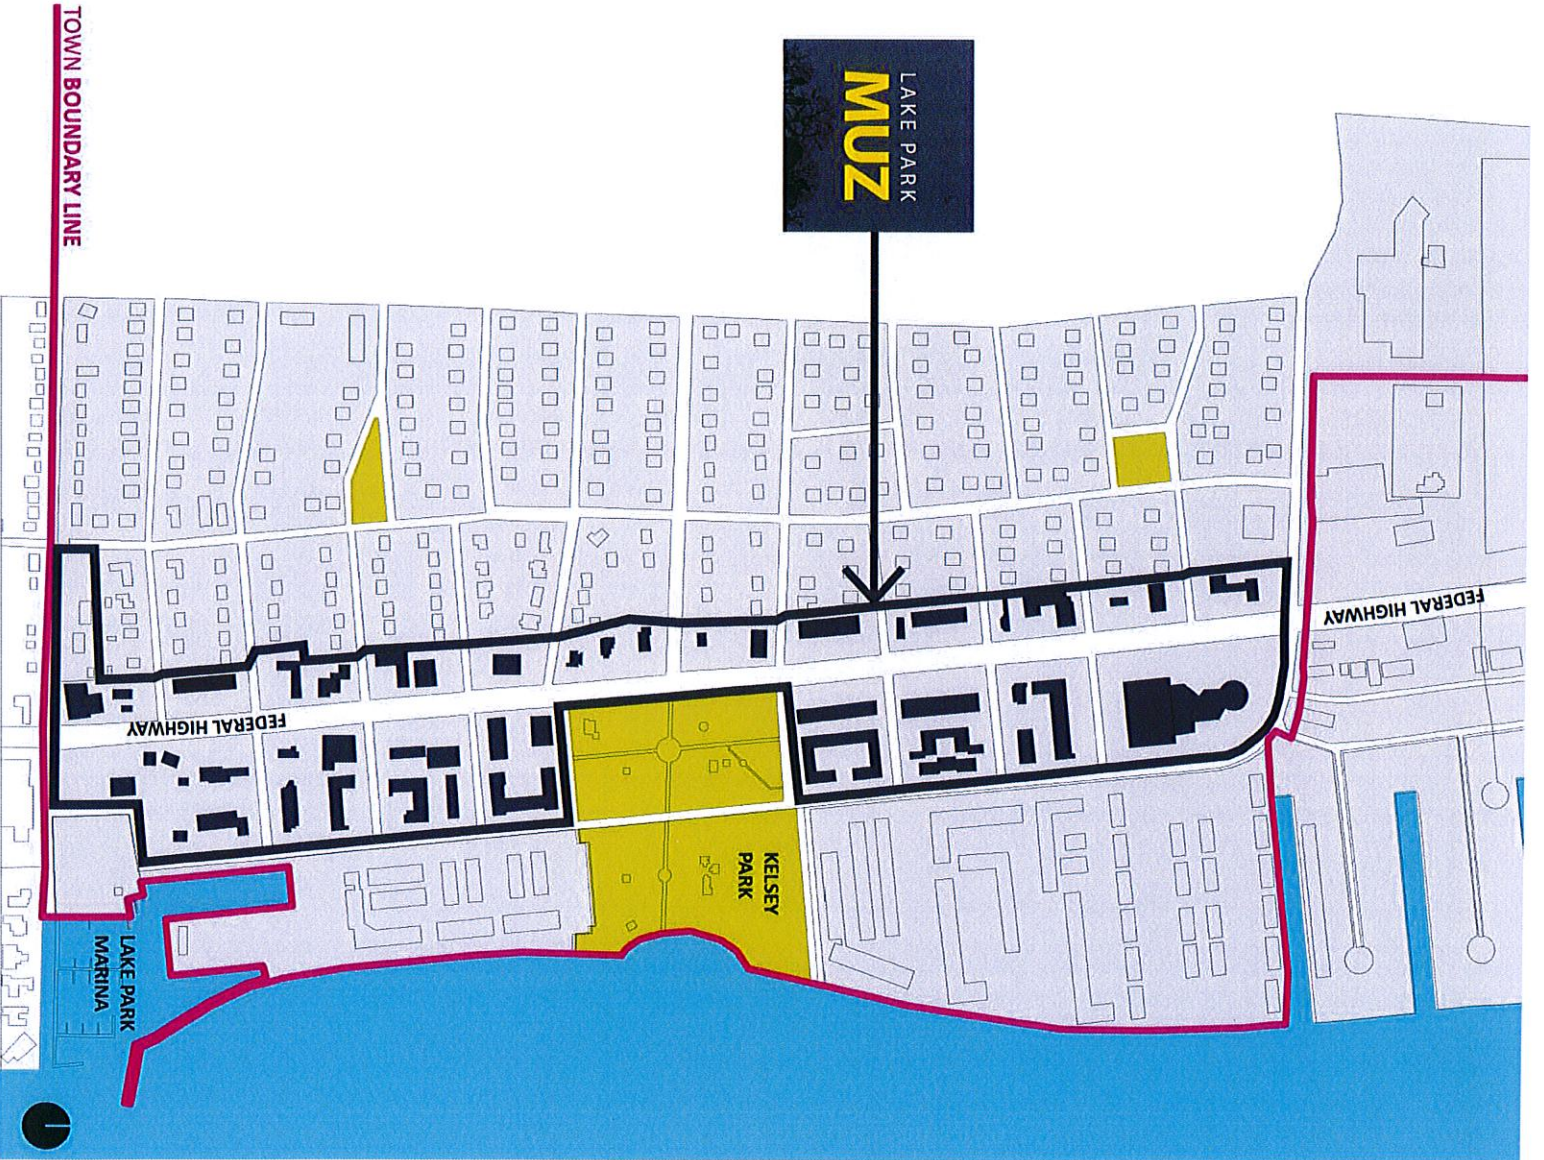 TOWN BOUNDARY LINE
LAKE PARK
MUZ
FEDERAL HIGHWAY
FEDERAL HIGHWAY
KELSEY
PARK
LAKE PARK
MARINA